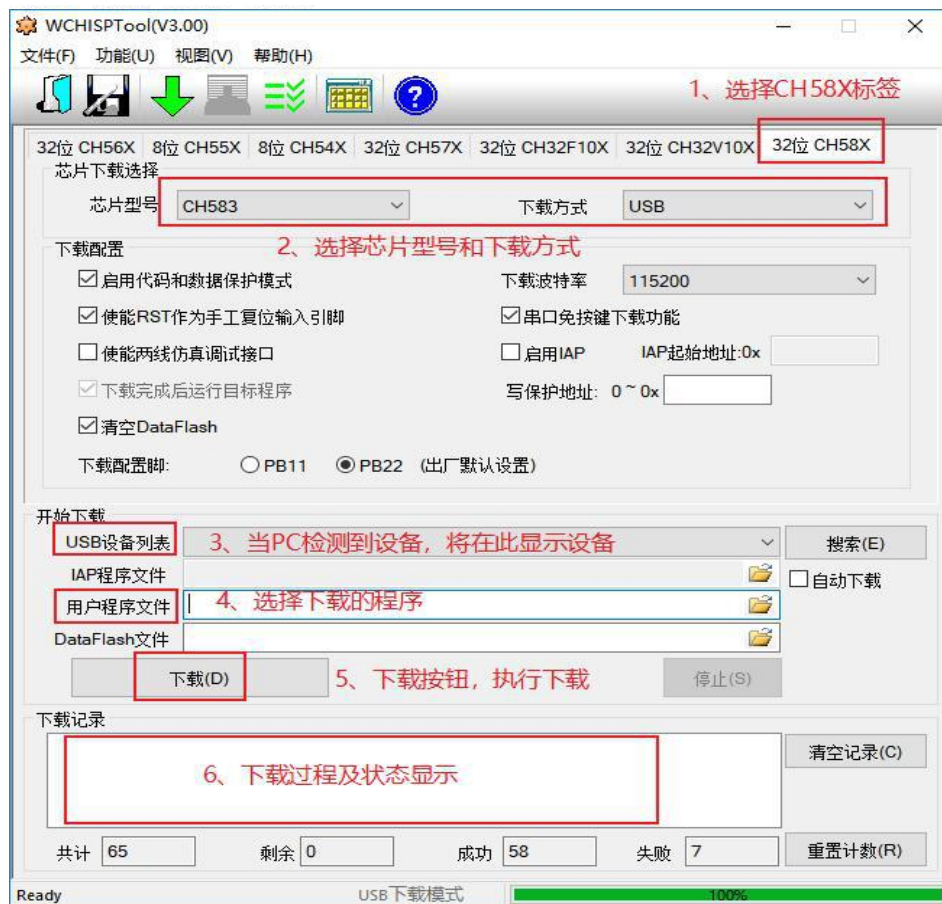 WCHISPTool(V3.00)
文件(F) 功能(U) 视图(V) 帮助(H)
1、选择CH58X标签
32位 CH56X 8位 CH55X 8位 CH54X 32位 CH57X 32位 CH32F10X 32位 CH32V10X 32位 CH58X
芯片下载选择
芯片型号 CH583 下载方式 USB
2、选择芯片型号和下载方式
下载配置
启用代码和数据保护模式 下载波特率 115200
使能RST作为手工复位输入引脚 串口免按键下载功能
使能两线仿真调试接口 启用IAP IAP起始地址:0x
下载完成后运行目标程序 写保护地址: 0 ~ 0x
清空DataFlash
下载配置脚: PB11 PB22 (出厂默认设置)
开始下载
USB设备列表 3、当PC检测到设备，将在此显示设备 搜索(E)
IAP程序文件 自动下载
用户程序文件 4、选择下载的程序
DataFlash文件
下载(D) 5、下载按钮，执行下载 停止(S)
下载记录
6、下载过程及状态显示 清空记录(C)
共计 65 剩余 0 成功 58 失败 7 重置计数(R)
Ready USB下载模式 100%